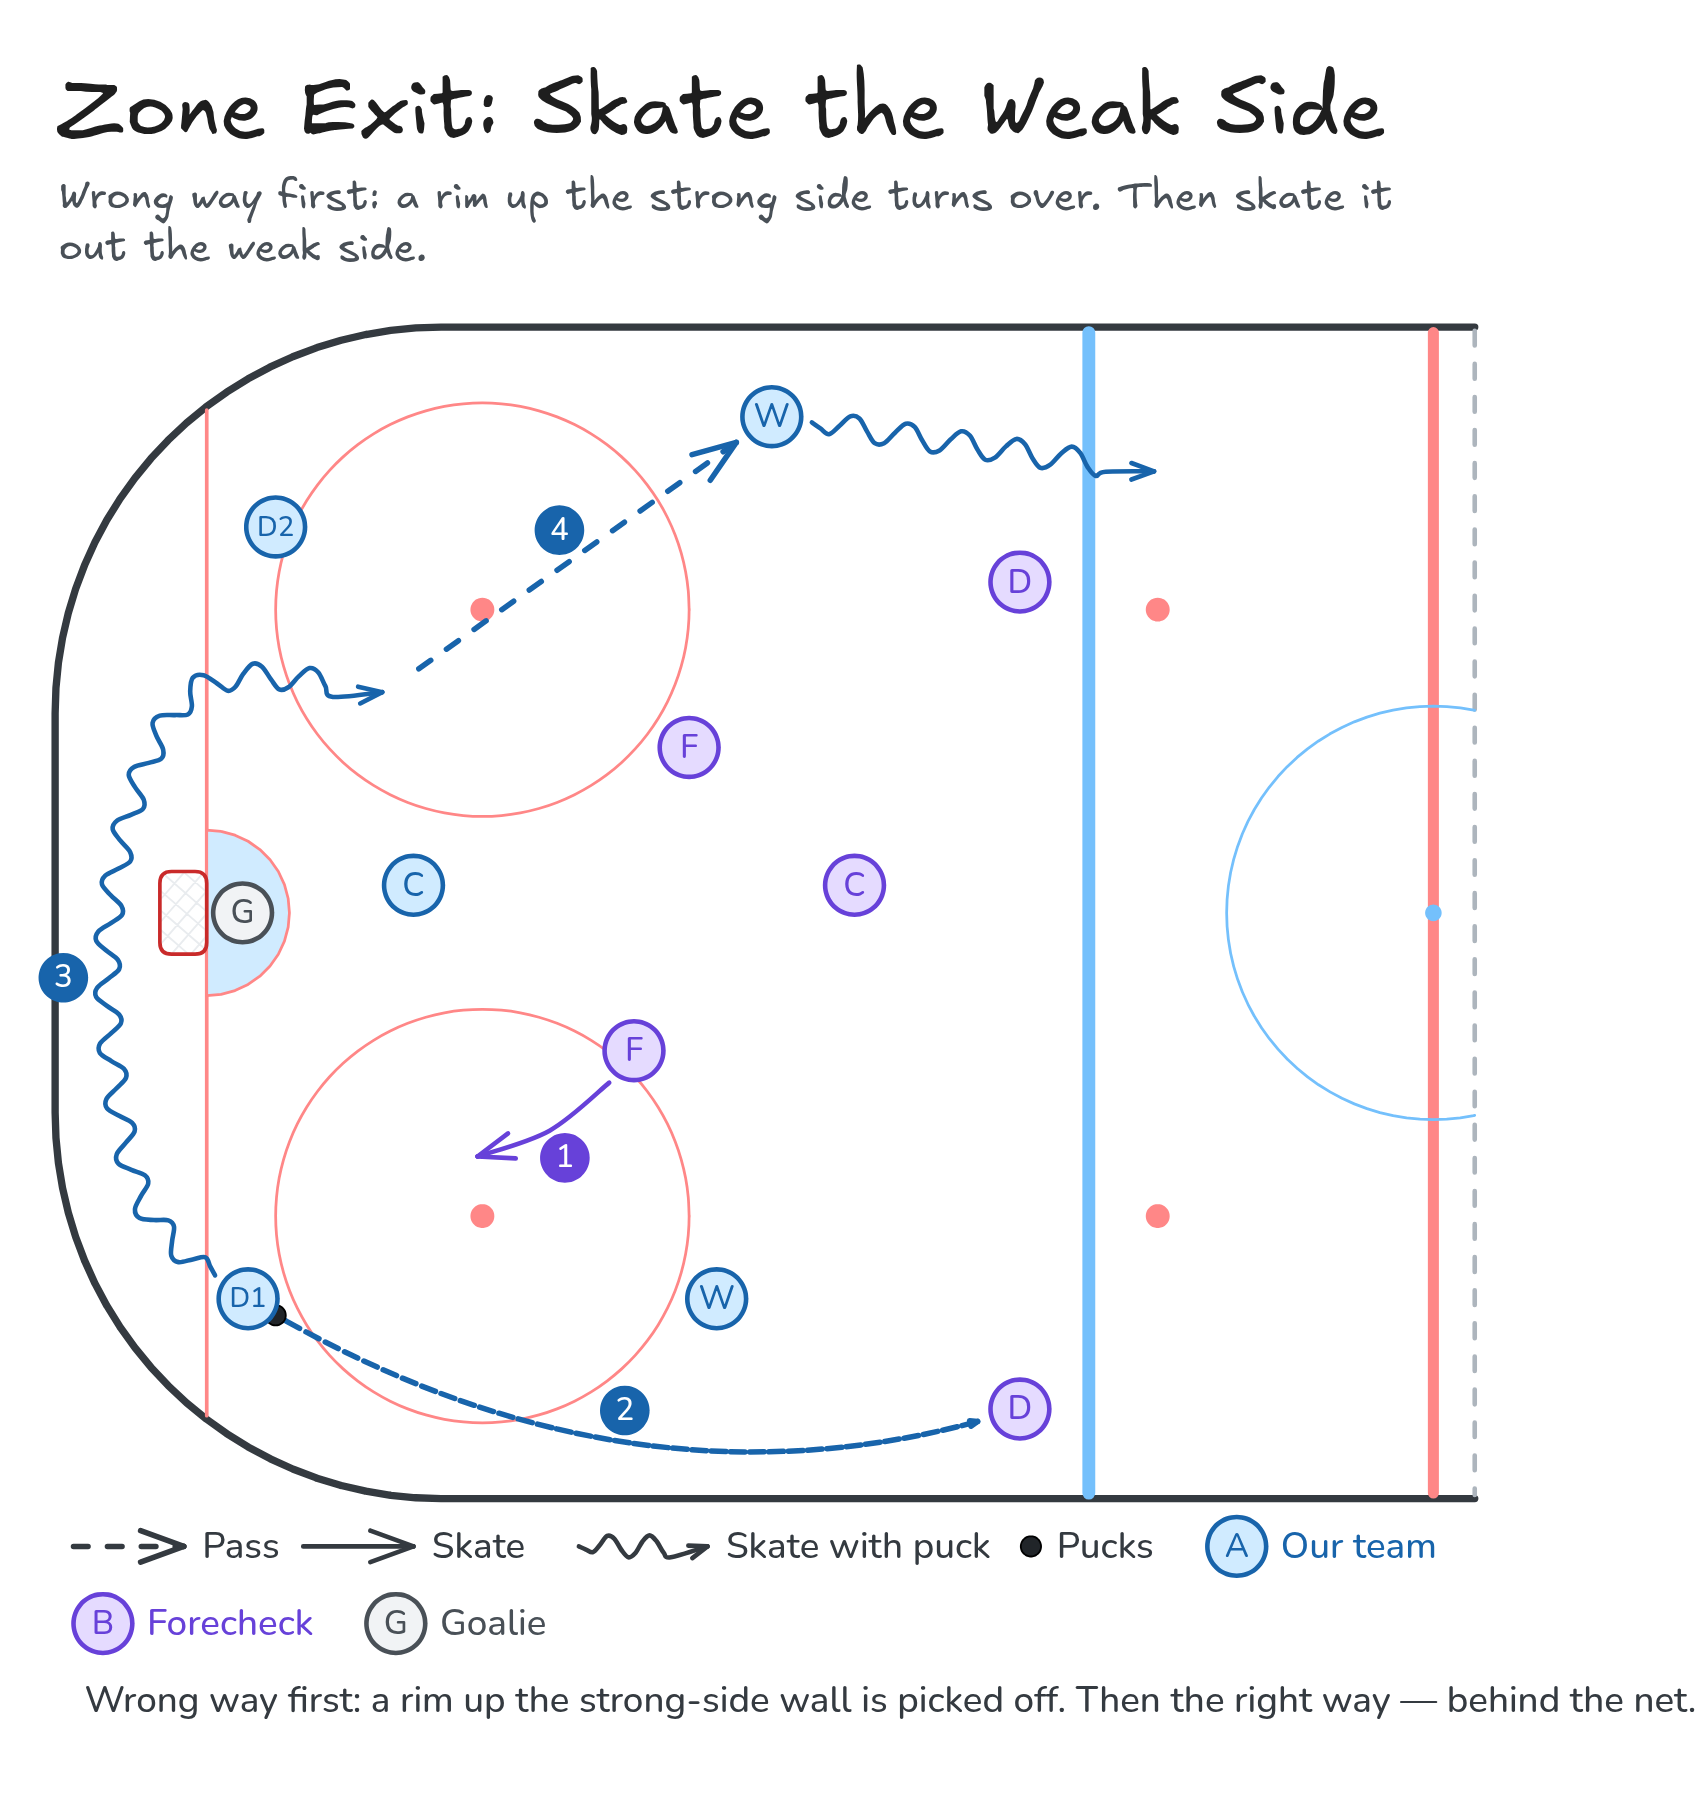 Zone Exit: Skate the Weak Side
Wrong way first: a rim up the strong side turns over. Then skate it
out the weak side.
W
D2
4
D
F
C
C
G
3
F
1
D1
W
2
D
Pass
Skate
Skate with puck
Pucks
A
Our team
B
Forecheck
G
Goalie
Wrong way first: a rim up the strong-side wall is picked off. Then the right way — behind the net.